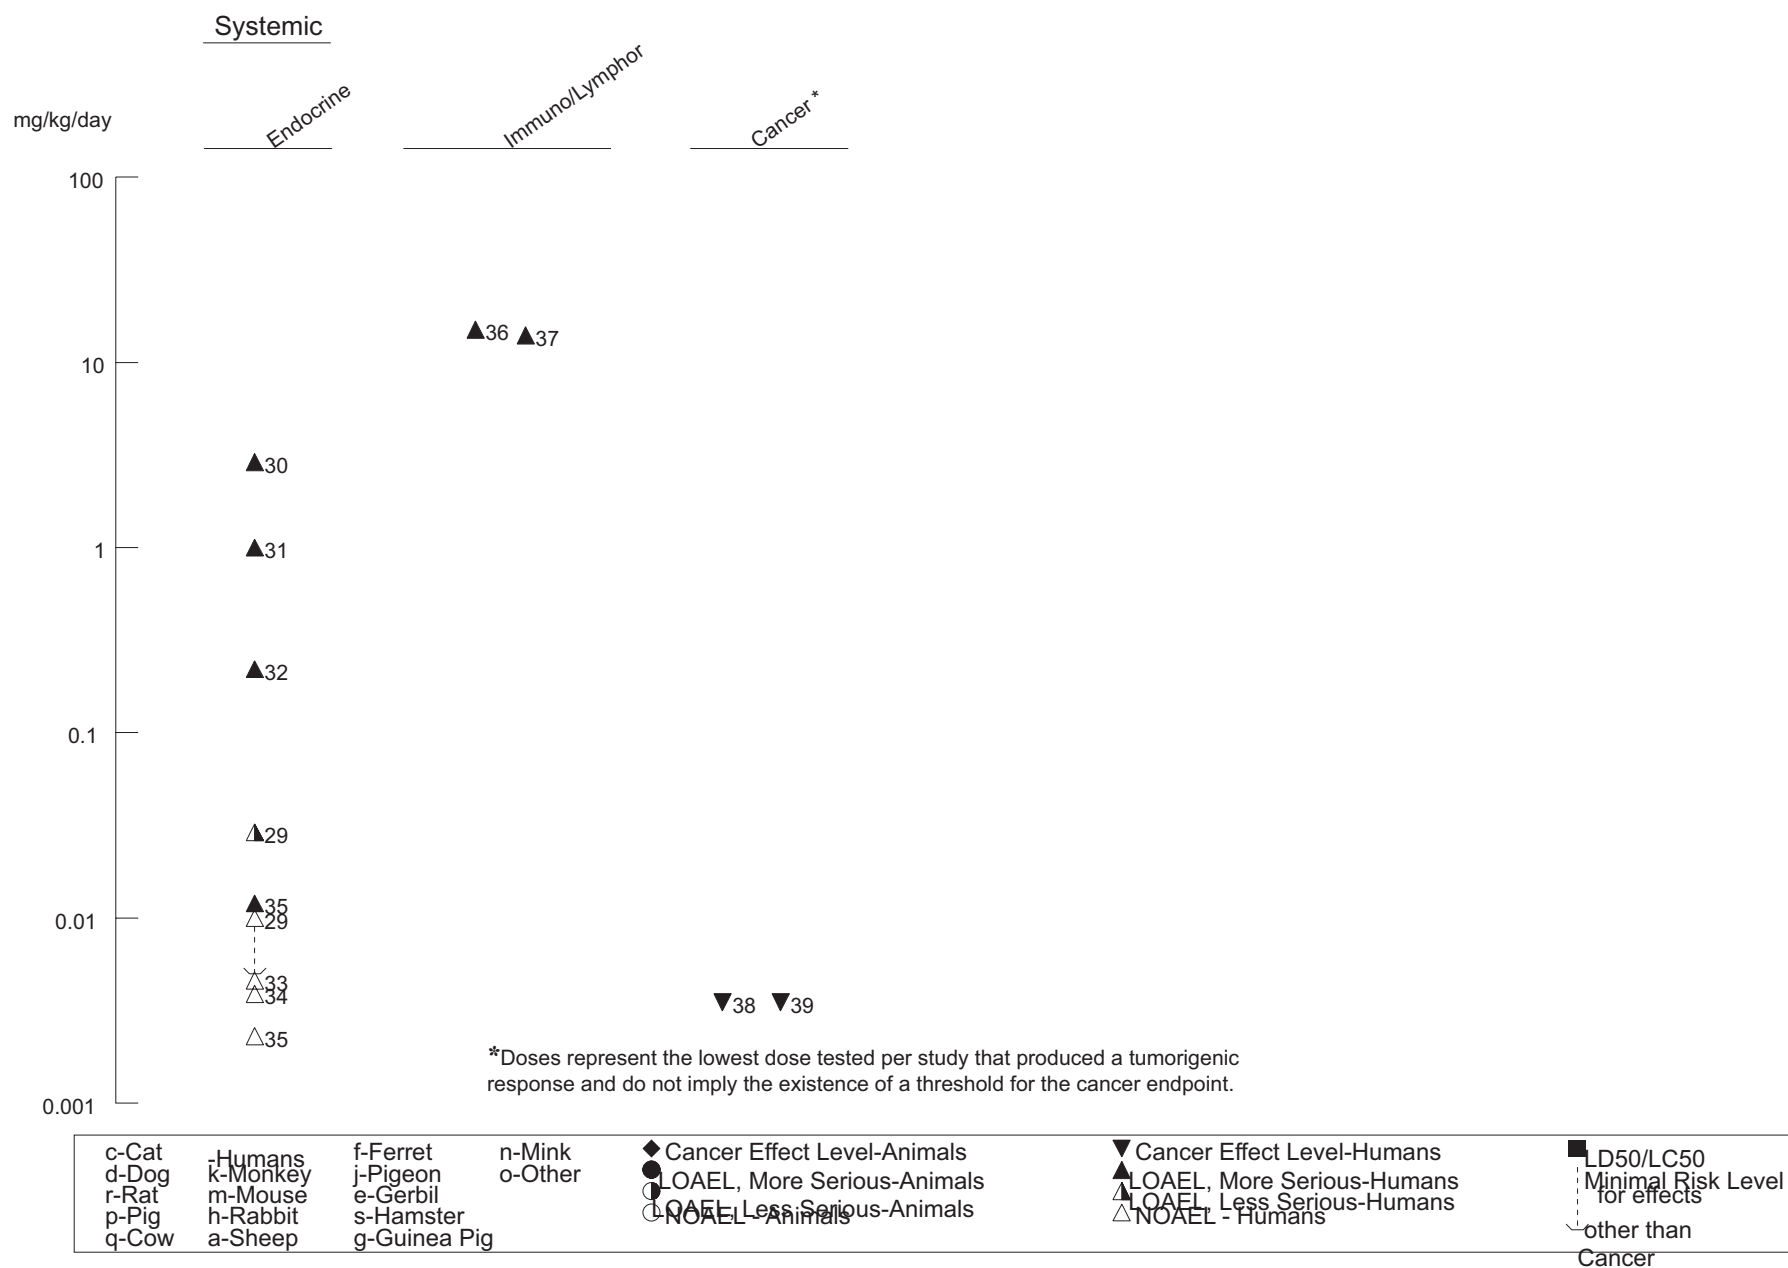 Systemic
mg/kg/day
Endocrine
Immuno/Lymphor
Cancer *
100
36
37
10
30
31
1
32
0.1
29
35
29
0.01
33
34
38
39
35
*Doses represent the lowest dose tested per study that produced a tumorigenic
response and do not imply the existence of a threshold for the cancer endpoint.
0.001
c-Cat
d-Dog
r-Rat
p-Pig
q-Cow
-Humans
k-Monkey
m-Mouse
h-Rabbit
a-Sheep
f-Ferret
j-Pigeon
e-Gerbil
s-Hamster
g-Guinea Pig
n-Mink
o-Other
Cancer Effect Level-Animals
LOAEL, More Serious-Animals
LOAEL, Less Serious-Animals
NOAEL - Animals
Cancer Effect Level-Humans
LOAEL, More Serious-Humans
LOAEL, Less Serious-Humans
NOAEL - Humans
LD50/LC50
Minimal Risk Level
for effects
other than
Cancer